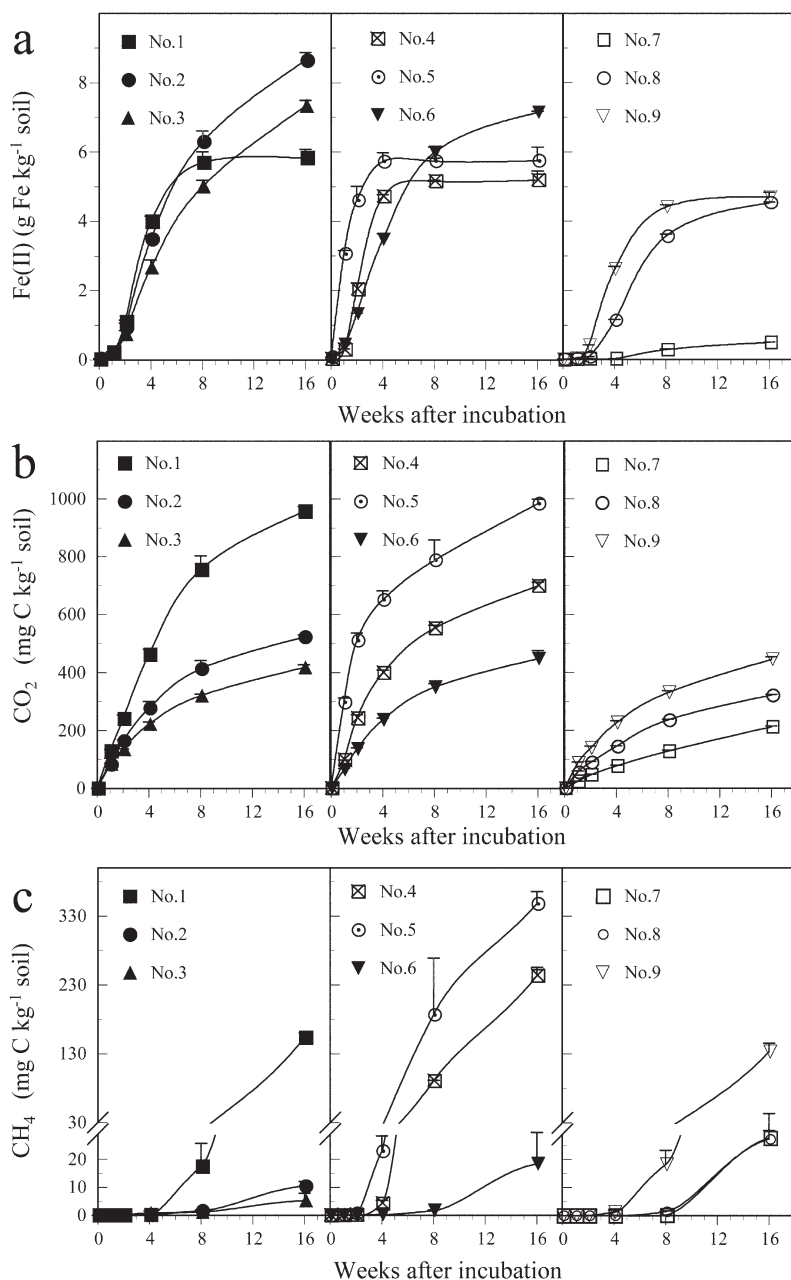 a
Fe(II) (g Fe kg⁻¹ soil)
8
6
4
2
0
No.1
No.2
No.3
No.4
No.5
No.6
No.7
No.8
No.9
0 4 8 12 16 0 4 8 12 16 0 4 8 12 16
Weeks after incubation
b
CO₂ (mg C kg⁻¹ soil)
1000
800
600
400
200
0
No.1
No.2
No.3
No.4
No.5
No.6
No.7
No.8
No.9
0 4 8 12 16 0 4 8 12 16 0 4 8 12 16
Weeks after incubation
c
CH₄ (mg C kg⁻¹ soil)
330
230
130
30
20
10
0
No.1
No.2
No.3
No.4
No.5
No.6
No.7
No.8
No.9
0 4 8 12 16 0 4 8 12 16 0 4 8 12 16
Weeks after incubation